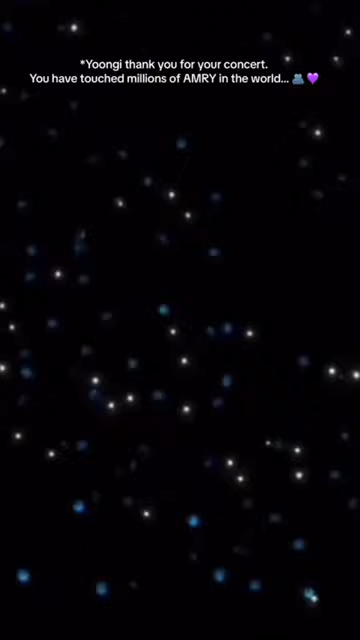 *Yoongi thank you for your concert.
You have touched millions of AMRY in the world... 🫂 💜